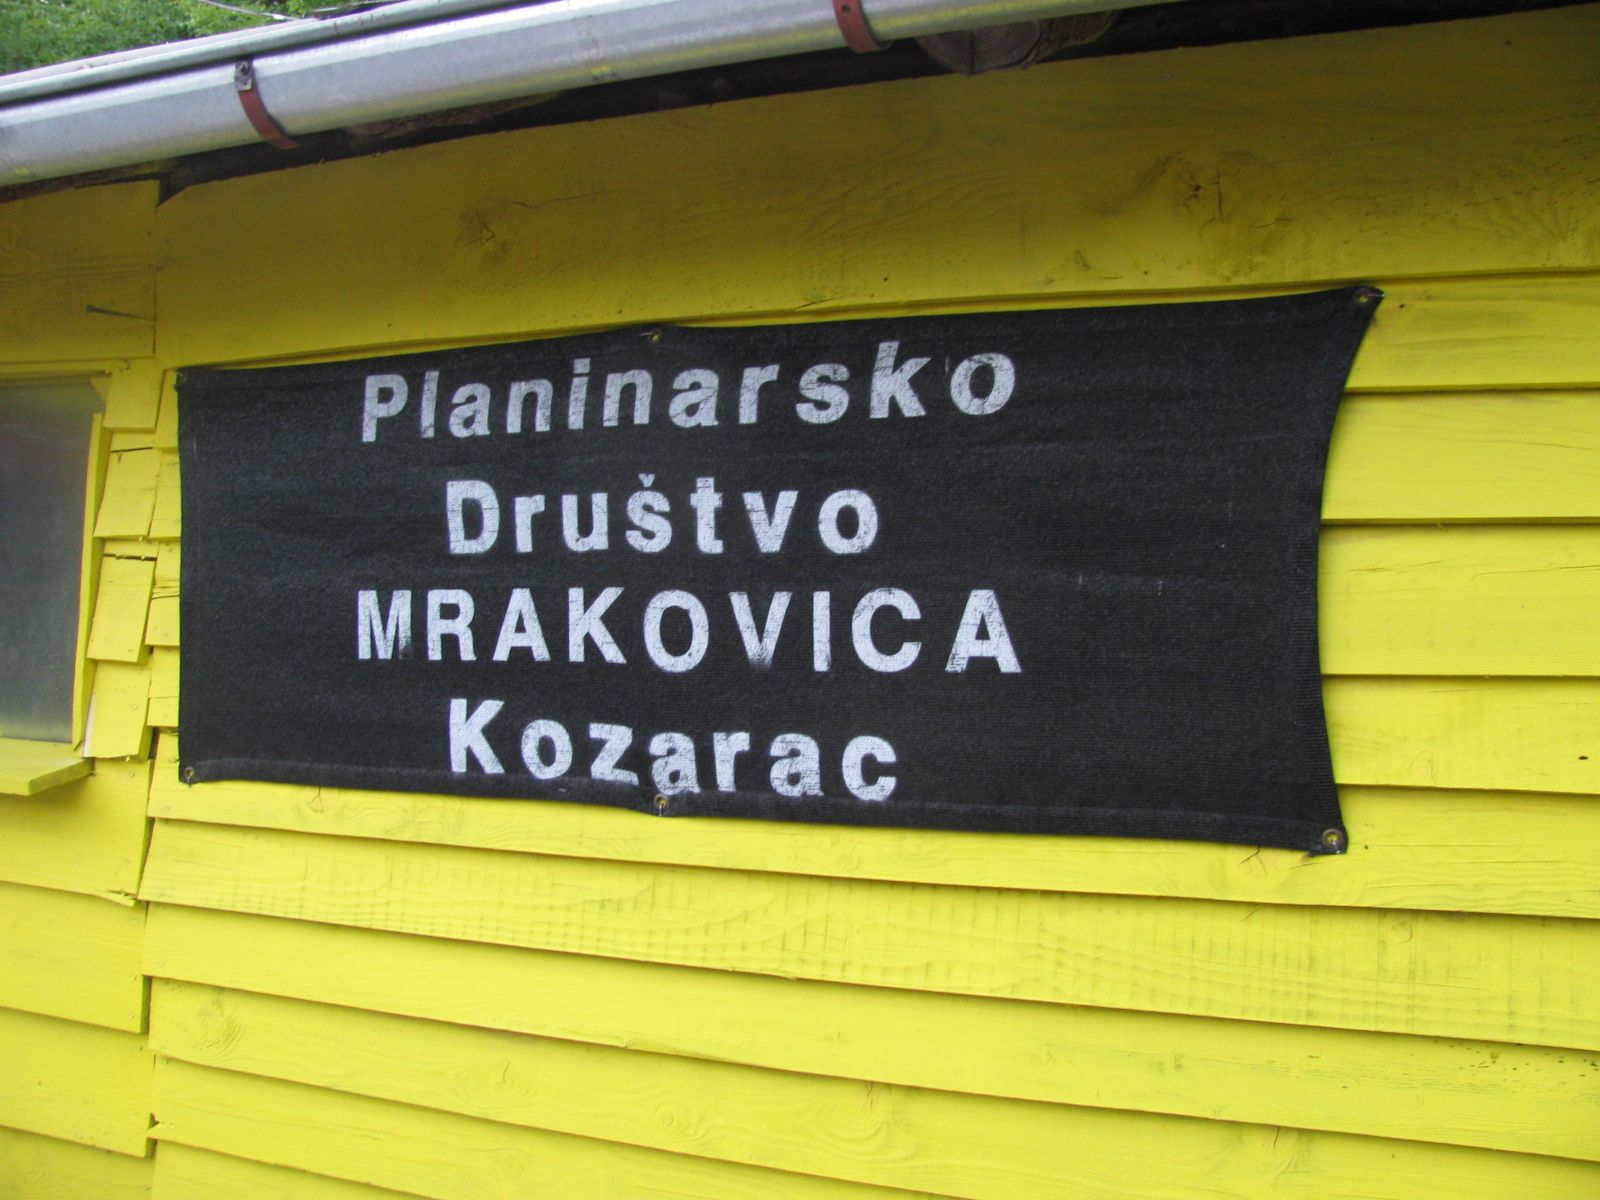 Planinarsko
Društvo
MRAKOVICA
Kozarac